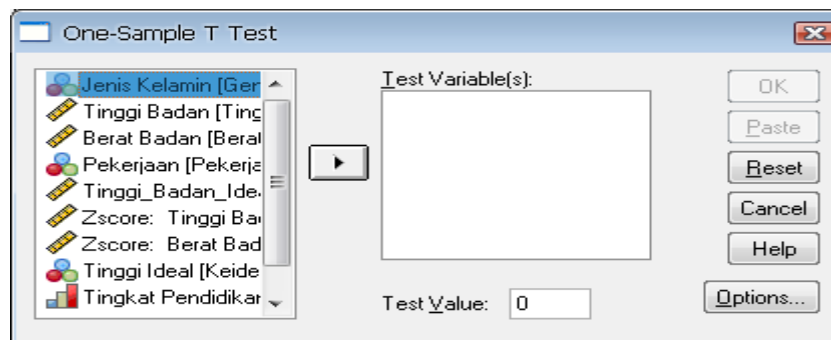 One-Sample T Test
Jenis Kelamin [Ger
Tinggi Badan [Ting
Berat Badan [Berat
Pekerjaan [Pekerja
Tinggi_Badan_Ide
Zscore: Tinggi Ba
Zscore: Berat Bad
Tinggi Ideal [Keide
Tingkat Pendidikar
Test Variable(s):
Test Value: 0
OK
Paste
Reset
Cancel
Help
Options...